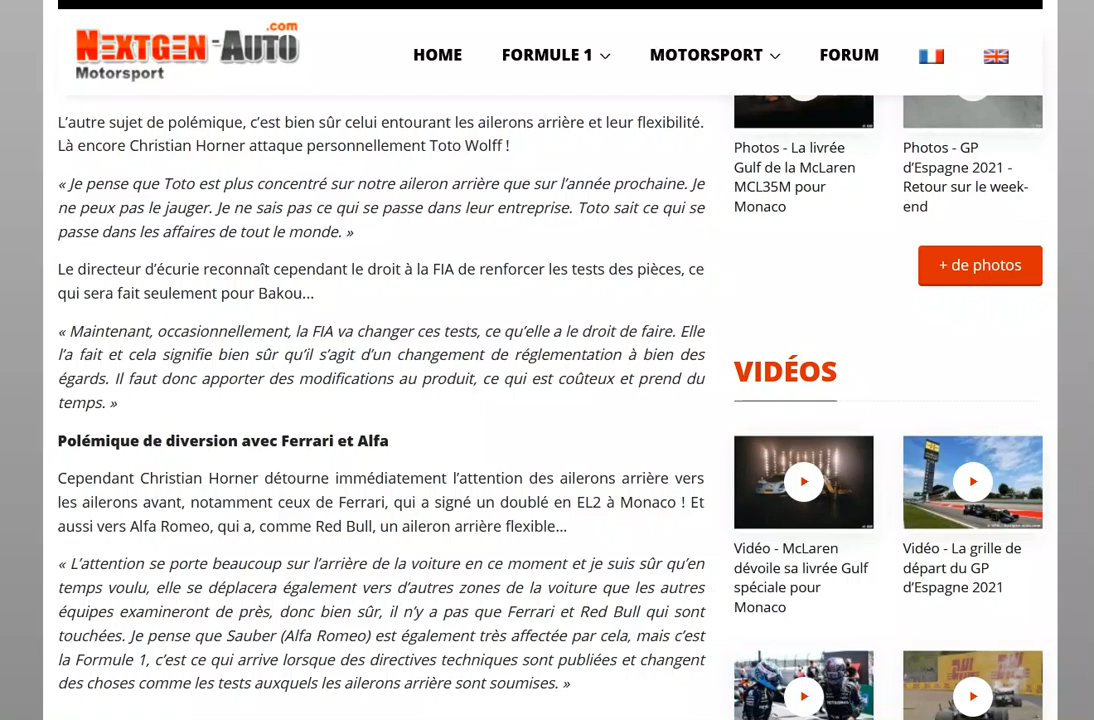 NEXTGEN-AUTO.com
Motorsport
HOME FORMULE 1 MOTORSPORT FORUM
L’autre sujet de polémique, c’est bien sûr celui entourant les ailerons arrière et leur flexibilité.
Là encore Christian Horner attaque personnellement Toto Wolff !
« Je pense que Toto est plus concentré sur notre aileron arrière que sur l’année prochaine. Je
ne peux pas le jauger. Je ne sais pas ce qui se passe dans leur entreprise. Toto sait ce qui se
passe dans les affaires de tout le monde. »
Le directeur d’écurie reconnaît cependant le droit à la FIA de renforcer les tests des pièces, ce
qui sera fait seulement pour Bakou...
« Maintenant, occasionnellement, la FIA va changer ces tests, ce qu’elle a le droit de faire. Elle
l’a fait et cela signifie bien sûr qu’il s’agit d’un changement de réglementation à bien des
égards. Il faut donc apporter des modifications au produit, ce qui est coûteux et prend du
temps. »
Polémique de diversion avec Ferrari et Alfa
Cependant Christian Horner détourne immédiatement l’attention des ailerons arrière vers
les ailerons avant, notamment ceux de Ferrari, qui a signé un doublé en EL2 à Monaco ! Et
aussi vers Alfa Romeo, qui a, comme Red Bull, un aileron arrière flexible...
« L’attention se porte beaucoup sur l’arrière de la voiture en ce moment et je suis sûr qu’en
temps voulu, elle se déplacera également vers d’autres zones de la voiture que les autres
équipes examineront de près, donc bien sûr, il n’y a pas que Ferrari et Red Bull qui sont
touchées. Je pense que Sauber (Alfa Romeo) est également très affectée par cela, mais c’est
la Formule 1, c’est ce qui arrive lorsque des directives techniques sont publiées et changent
des choses comme les tests auxquels les ailerons arrière sont soumises. »
Photos - La livrée
Gulf de la McLaren
MCL35M pour
Monaco
Photos - GP
d’Espagne 2021 -
Retour sur le week-
end
+ de photos
VIDÉOS
Vidéo - McLaren
dévoile sa livrée Gulf
spéciale pour
Monaco
Vidéo - La grille de
départ du GP
d’Espagne 2021